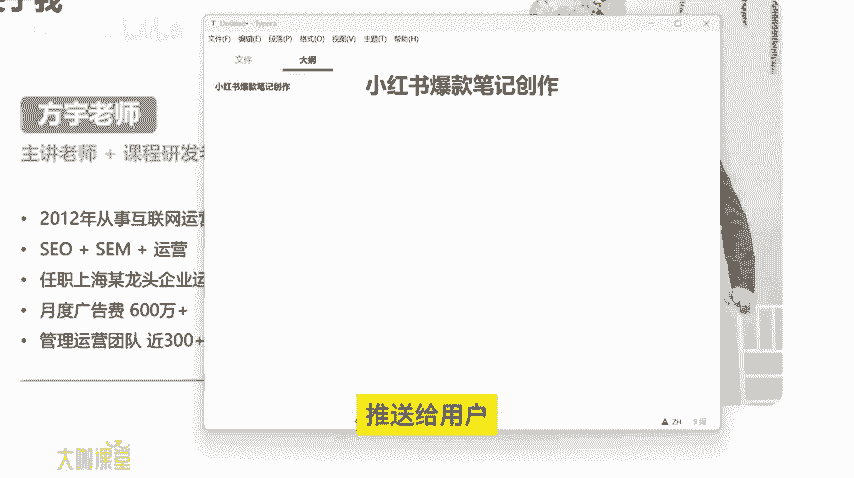 T Untitled• - Typora
文件(F) 编辑(E) 段落(P) 格式(O) 视图(V) 主题(T) 帮助(H)
文件 大纲
小红书爆款笔记创作
小红书爆款笔记创作
方宇老师
主讲老师 + 课程研发
• 2012年从事互联网运营
• SEO + SEM + 运营
• 任职上海某龙头企业运
• 月度广告费 600万+
• 管理运营团队 近300+
推送给用户
ZH 9 词
大鹏课堂